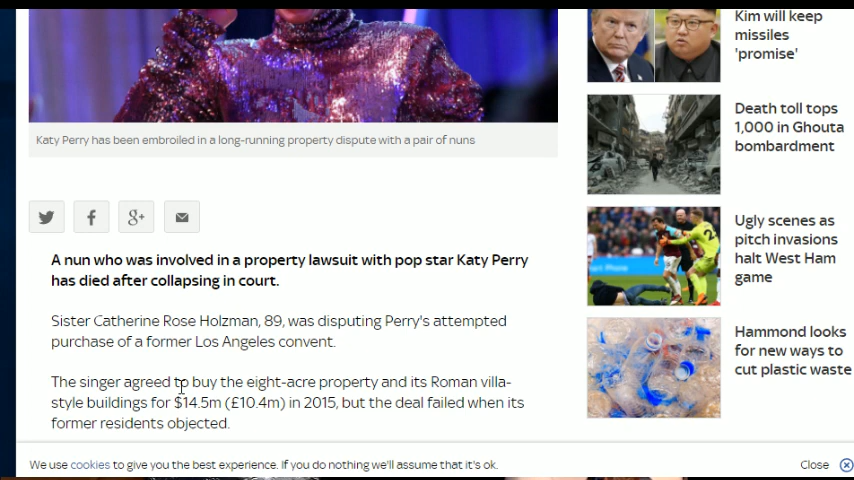 Kim will keep
missiles
'promise'
Katy Perry has been embroiled in a long-running property dispute with a pair of nuns
Death toll tops
1,000 in Ghouta
bombardment
Ugly scenes as
pitch invasions
halt West Ham
game
A nun who was involved in a property lawsuit with pop star Katy Perry
has died after collapsing in court.
Sister Catherine Rose Holzman, 89, was disputing Perry's attempted
purchase of a former Los Angeles convent.
Hammond looks
for new ways to
cut plastic waste
The singer agreed to buy the eight-acre property and its Roman villa-
style buildings for $14.5m (£10.4m) in 2015, but the deal failed when its
former residents objected.
We use cookies to give you the best experience. If you do nothing we'll assume that it's ok.
Close